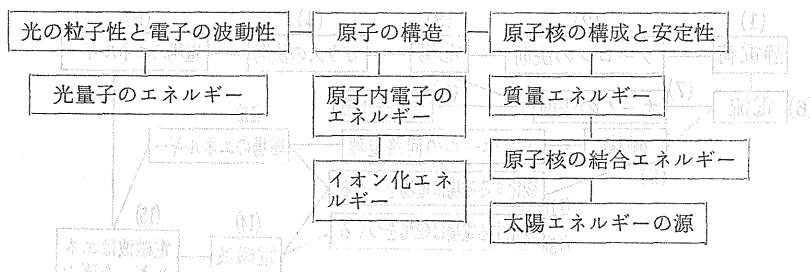 光の粒子性と電子の波動性
原子の構造
原子核の構成と安定性
光量子のエネルギー
原子内電子の
エネルギー
質量エネルギー
イオン化エネ
ルギー
原子核の結合エネルギー
太陽エネルギーの源